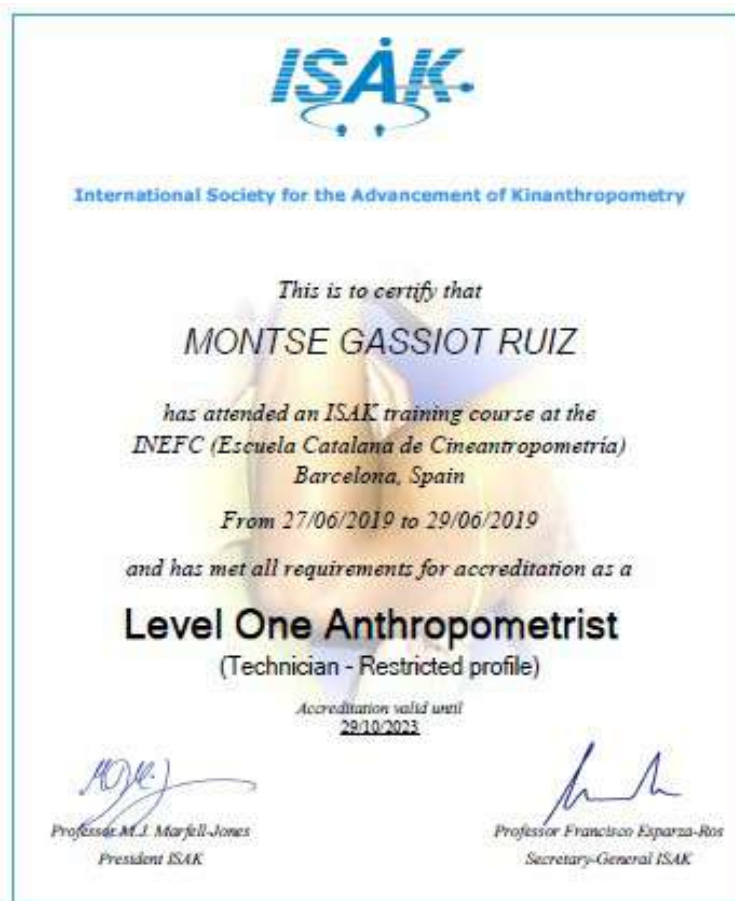 ISAK
International Society for the Advancement of Kinanthropometry
This is to certify that
MONTSE GASSIOT RUIZ
has attended an ISAK training course at the
INEFC (Escuela Catalana de Cineantropometría)
Barcelona, Spain
From 27/06/2019 to 29/06/2019
and has met all requirements for accreditation as a
Level One Anthropometrist
(Technician - Restricted profile)
Accreditation valid until
29/10/2023
Professor M.J. Marfell-Jones
President ISAK
Professor Francisco Esparza-Ros
Secretary-General ISAK